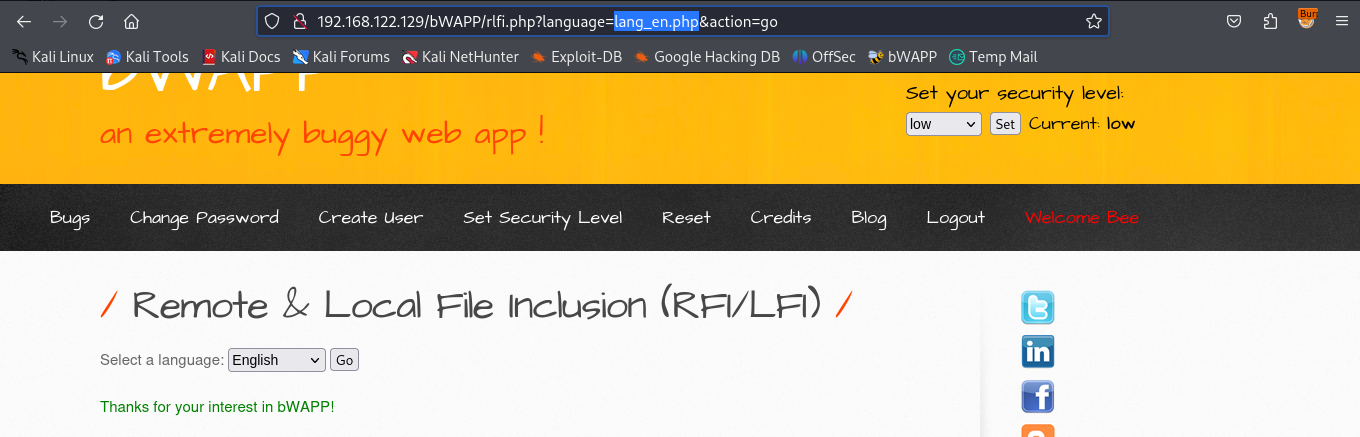 192.168.122.129/bWAPP/rlfi.php?language=lang_en.php&action=go
Kali Linux Kali Tools Kali Docs Kali Forums Kali NetHunter Exploit-DB Google Hacking DB OffSec bWAPP Temp Mail
bWAPP
Set your security level:
low Set Current: low
an extremely buggy web app !
Bugs Change Password Create User Set Security Level Reset Credits Blog Logout Welcome Bee
/ Remote & Local File Inclusion (RFI/LFI) /
Select a language: English Go
Thanks for your interest in bWAPP!